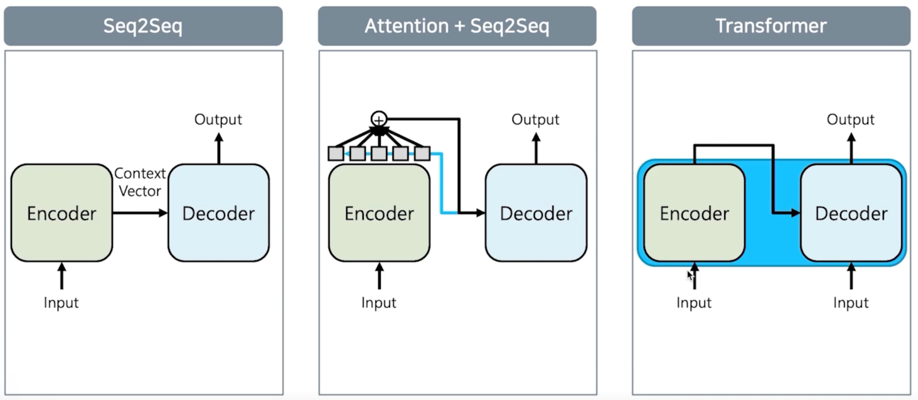 Seq2Seq
Attention + Seq2Seq
Transformer
Output
Context
Vector
Encoder
Decoder
Input
Output
Encoder
Decoder
Input
Output
Encoder
Decoder
Input
Input